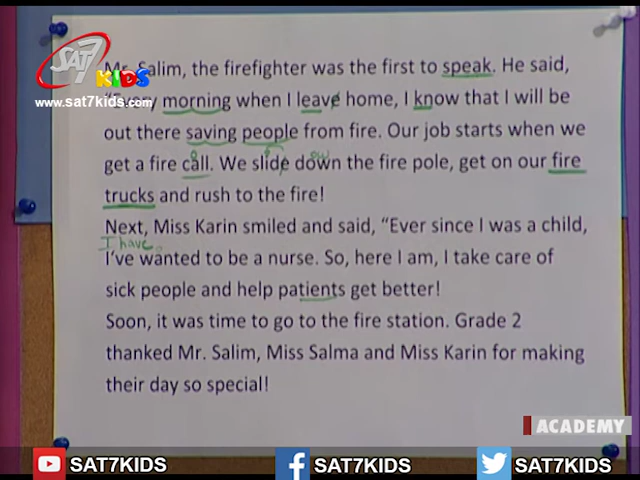 SAT7
KIDS
www.sat7kids.com
Mr. Salim, the firefighter was the first to speak. He said,
"Every morning when I leave home, I know that I will be
out there saving people from fire. Our job starts when we
get a fire call. We slide down the fire pole, get on our fire
trucks and rush to the fire!
Next, Miss Karin smiled and said, "Ever since I was a child,
I have
I've wanted to be a nurse. So, here I am, I take care of
sick people and help patients get better!
Soon, it was time to go to the fire station. Grade 2
thanked Mr. Salim, Miss Salma and Miss Karin for making
their day so special!
ACADEMY
SAT7KIDS SAT7KIDS SAT7KIDS